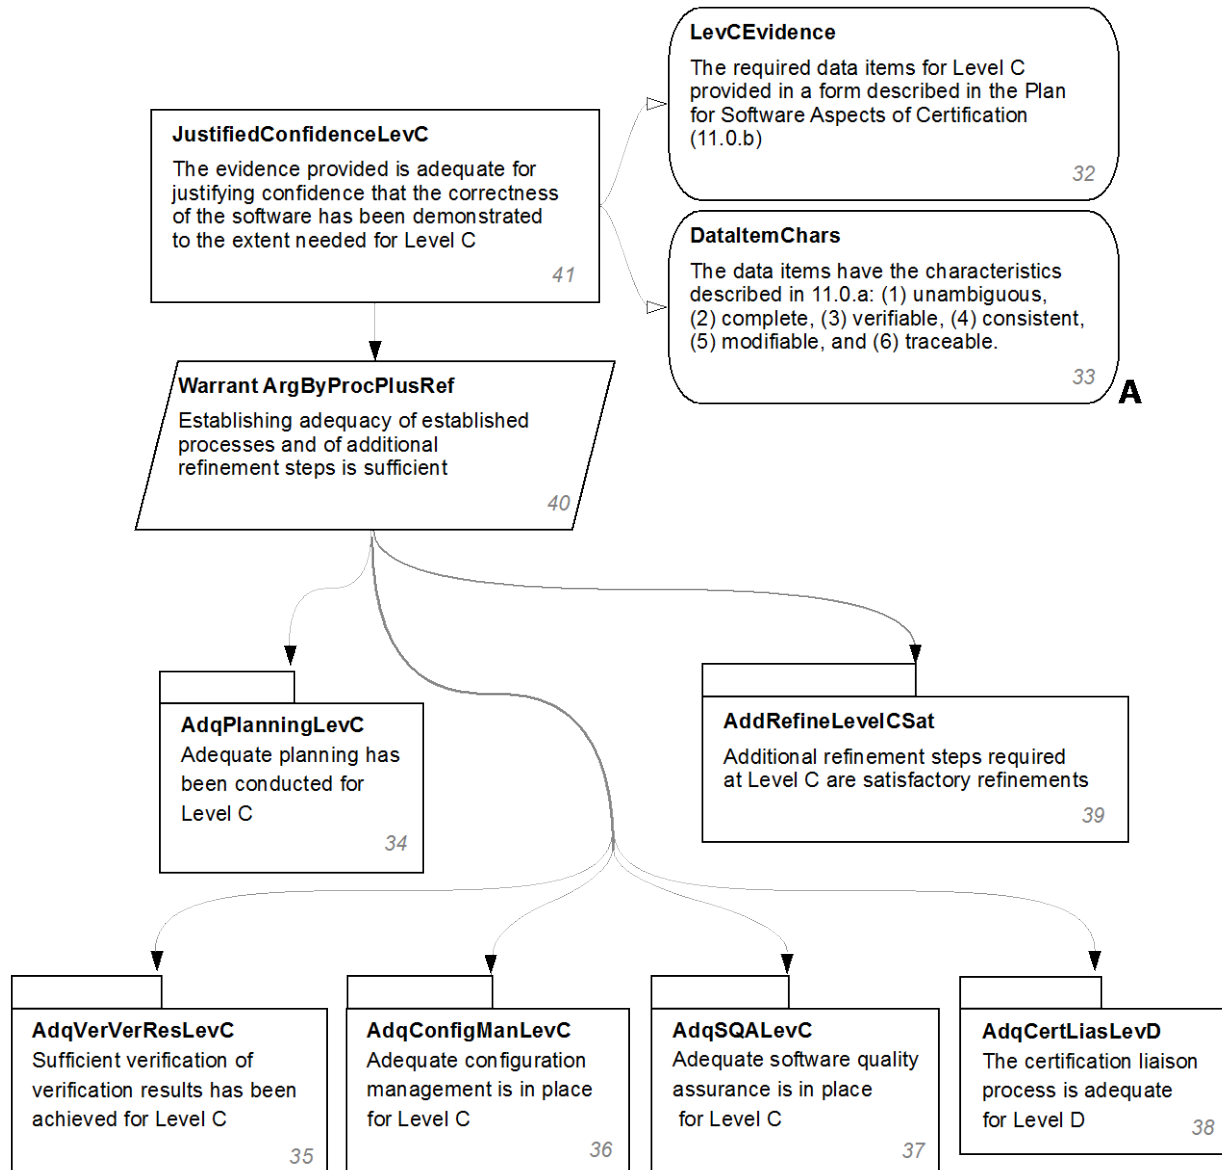 LevCEvidence
The required data items for Level C
provided in a form described in the Plan
for Software Aspects of Certification
(11.0.b)
32
JustifiedConfidenceLevC
The evidence provided is adequate for
justifying confidence that the correctness
of the software has been demonstrated
to the extent needed for Level C
41
DataItemChars
The data items have the characteristics
described in 11.0.a: (1) unambiguous,
(2) complete, (3) verifiable, (4) consistent,
(5) modifiable, and (6) traceable.
33
A
Warrant ArgByProcPlusRef
Establishing adequacy of established
processes and of additional
refinement steps is sufficient
40
AdqPlanningLevC
Adequate planning has
been conducted for
Level C
34
AddRefineLevelCSat
Additional refinement steps required
at Level C are satisfactory refinements
39
AdqVerVerResLevC
Sufficient verification of
verification results has been
achieved for Level C
35
AdqConfigManLevC
Adequate configuration
management is in place
for Level C
36
AdqSQALevC
Adequate software quality
assurance is in place
for Level C
37
AdqCertLiasLevD
The certification liaison
process is adequate
for Level D
38